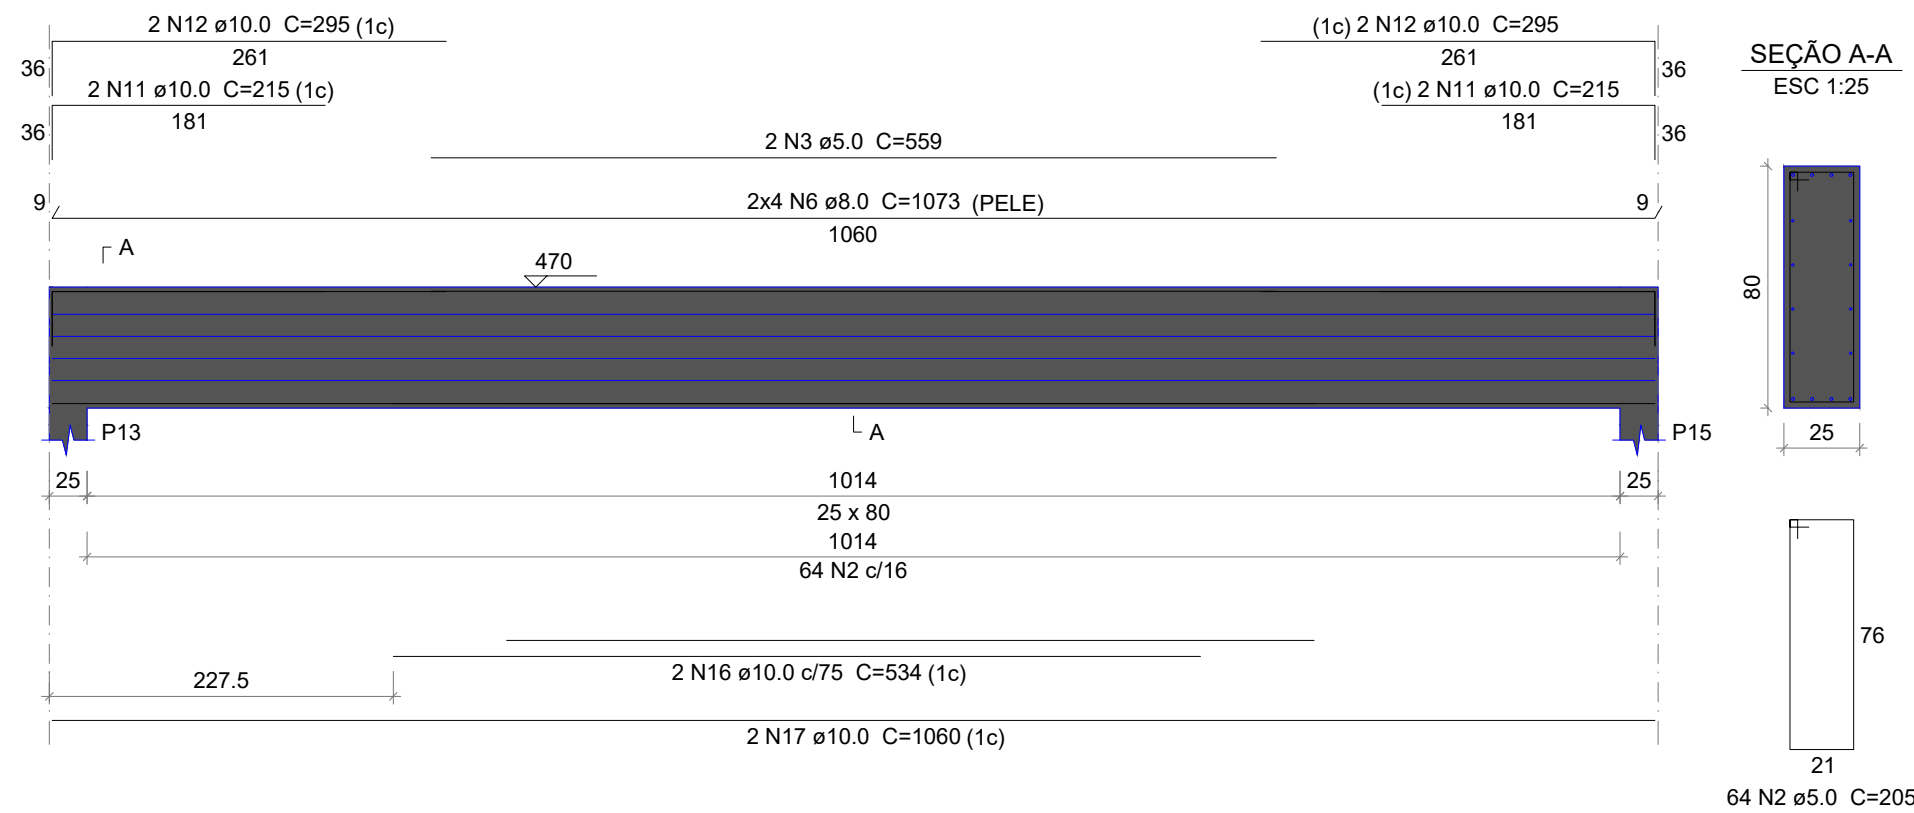 2 N12 ø10.0 C=295 (1c)
(1c) 2 N12 ø10.0 C=295
261
261
36
36
SEÇÃO A-A
ESC 1:25
2 N11 ø10.0 C=215 (1c)
(1c) 2 N11 ø10.0 C=215
181
181
36
36
2 N3 ø5.0 C=559
9
2x4 N6 ø8.0 C=1073 (PELE)
9
1060
A
470
80
P13
A
P15
25
25
1014
25
25 x 80
1014
64 N2 c/16
76
2 N16 ø10.0 c/75 C=534 (1c)
227.5
2 N17 ø10.0 C=1060 (1c)
21
64 N2 ø5.0 C=205